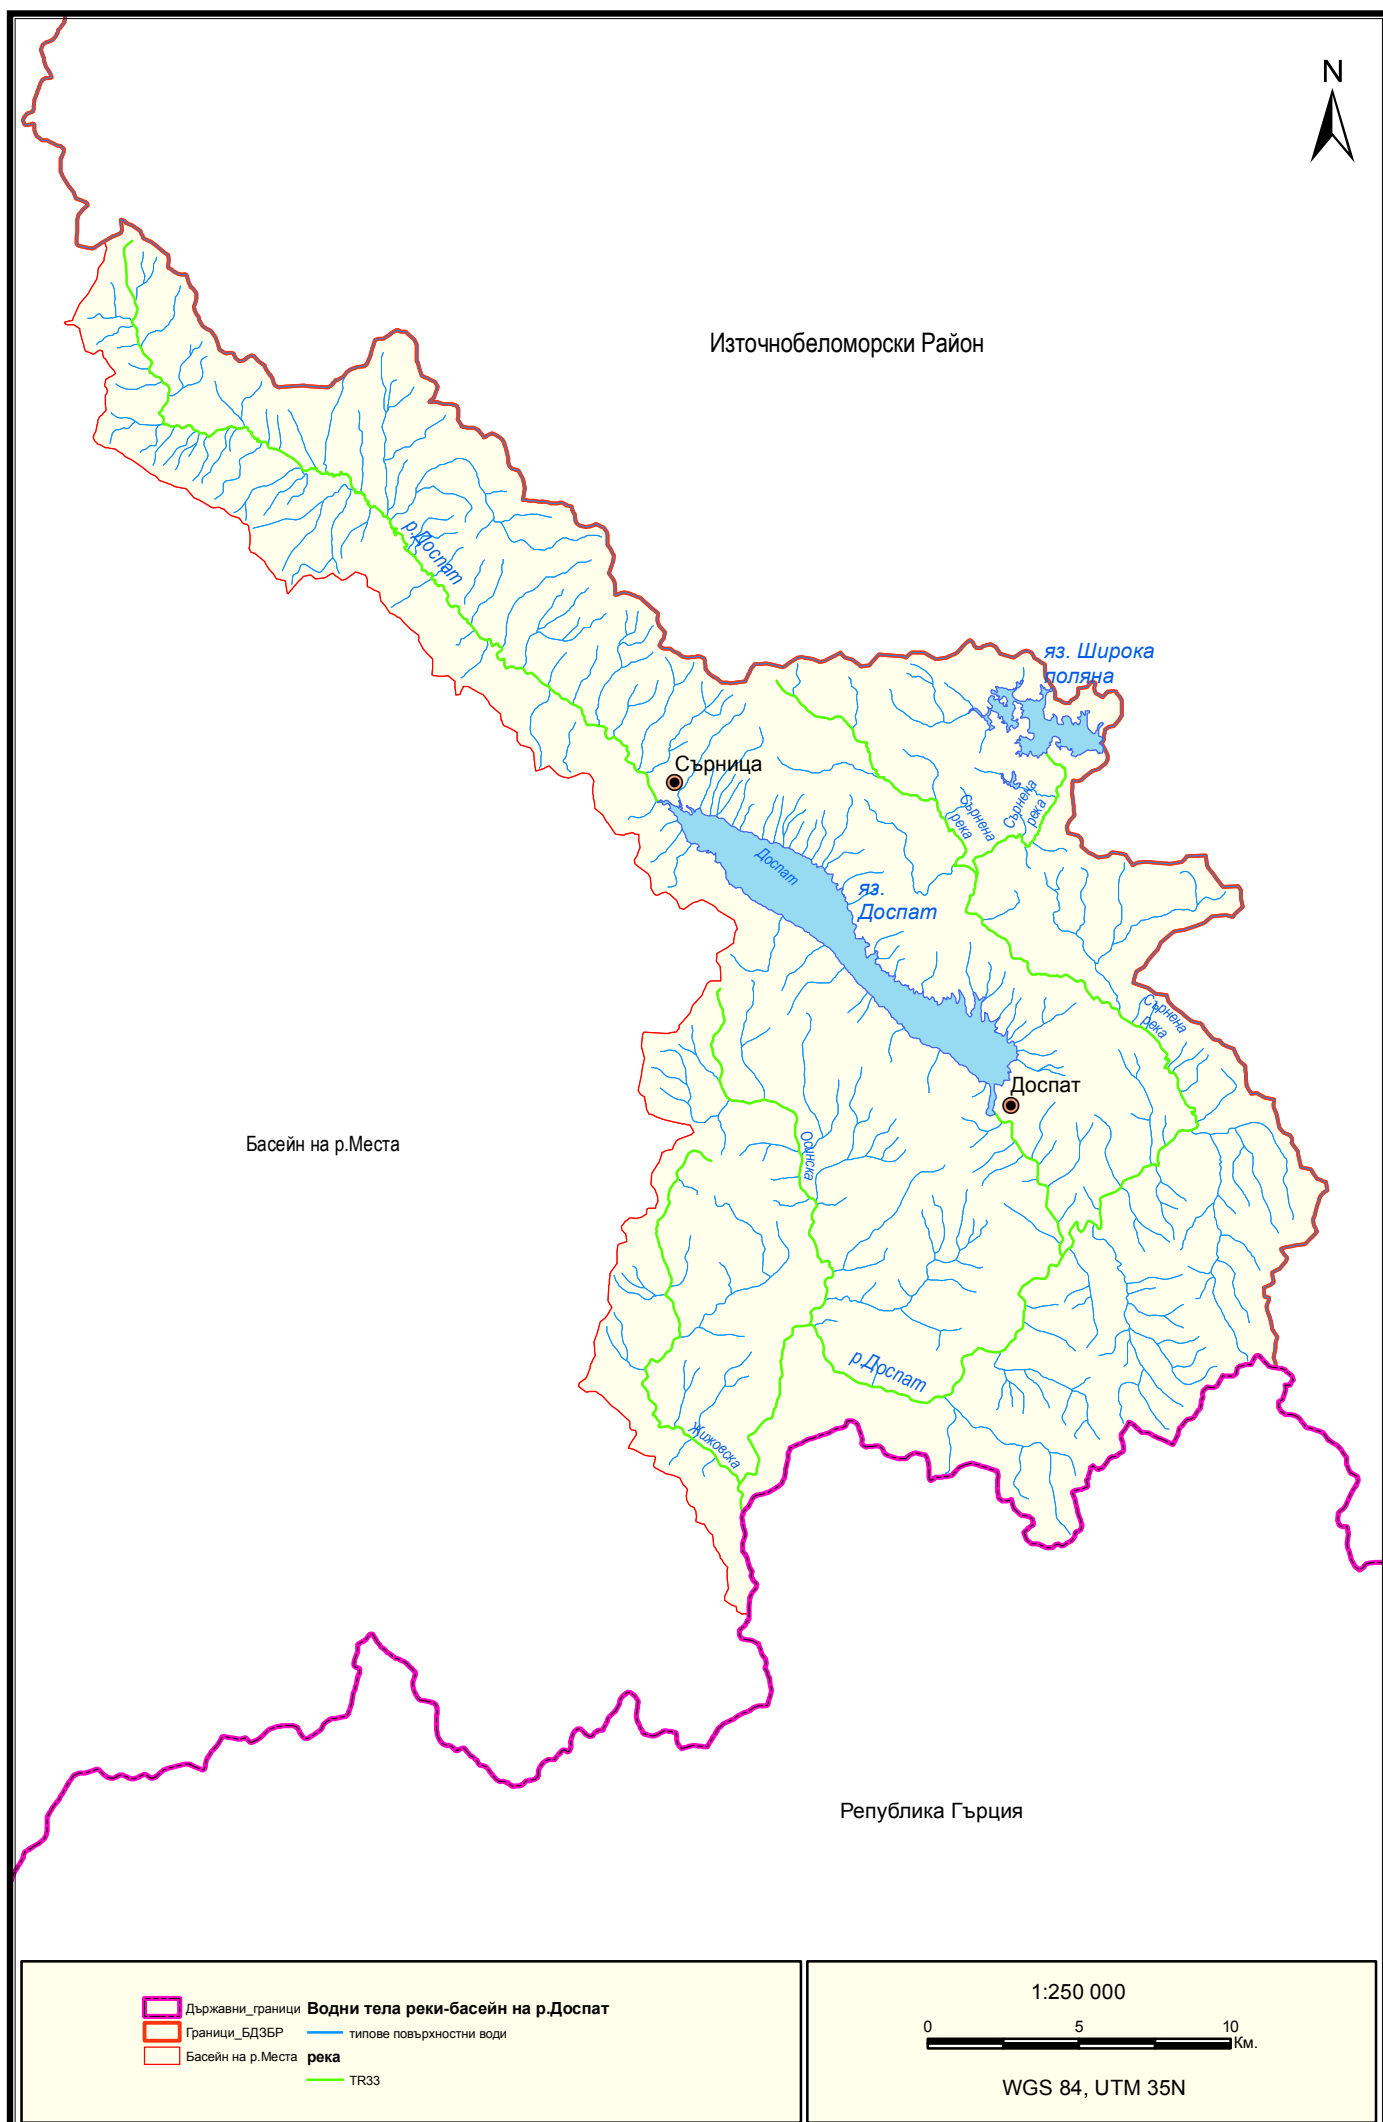 N
Източнобеломорски Район
р.Доспат
яз. Широка
поляна
Сърница
Сърнена
река
Сърнена
река
Доспат
яз.
Доспат
Сърнена
река
Доспат
Басейн на р.Места
Осинска
р.Доспат
Жижовска
Република Гърция
Държавни_граници
Граници_БДЗБР
Басейн на р.Места
Водни тела реки-басейн на р.Доспат
типове повърхностни води
река
TR33
1:250 000
0 5 10
Км.
WGS 84, UTM 35N